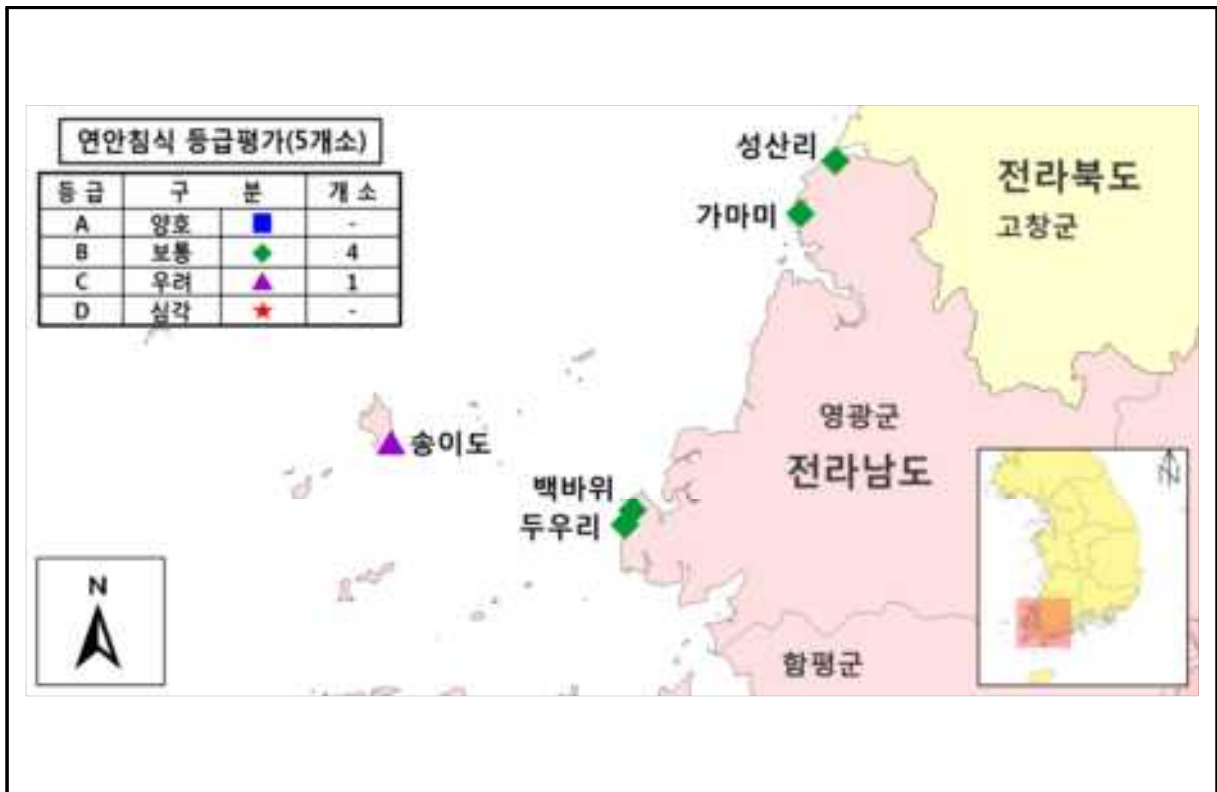 연안침식 등급평가(5개소)
등급 구 분 개소
A 양호 -
B 보통 4
C 우려 1
D 심각 -
성산리
가마미
전라북도
고창군
영광군
전라남도
송이도
백바위
두우리
함평군
N